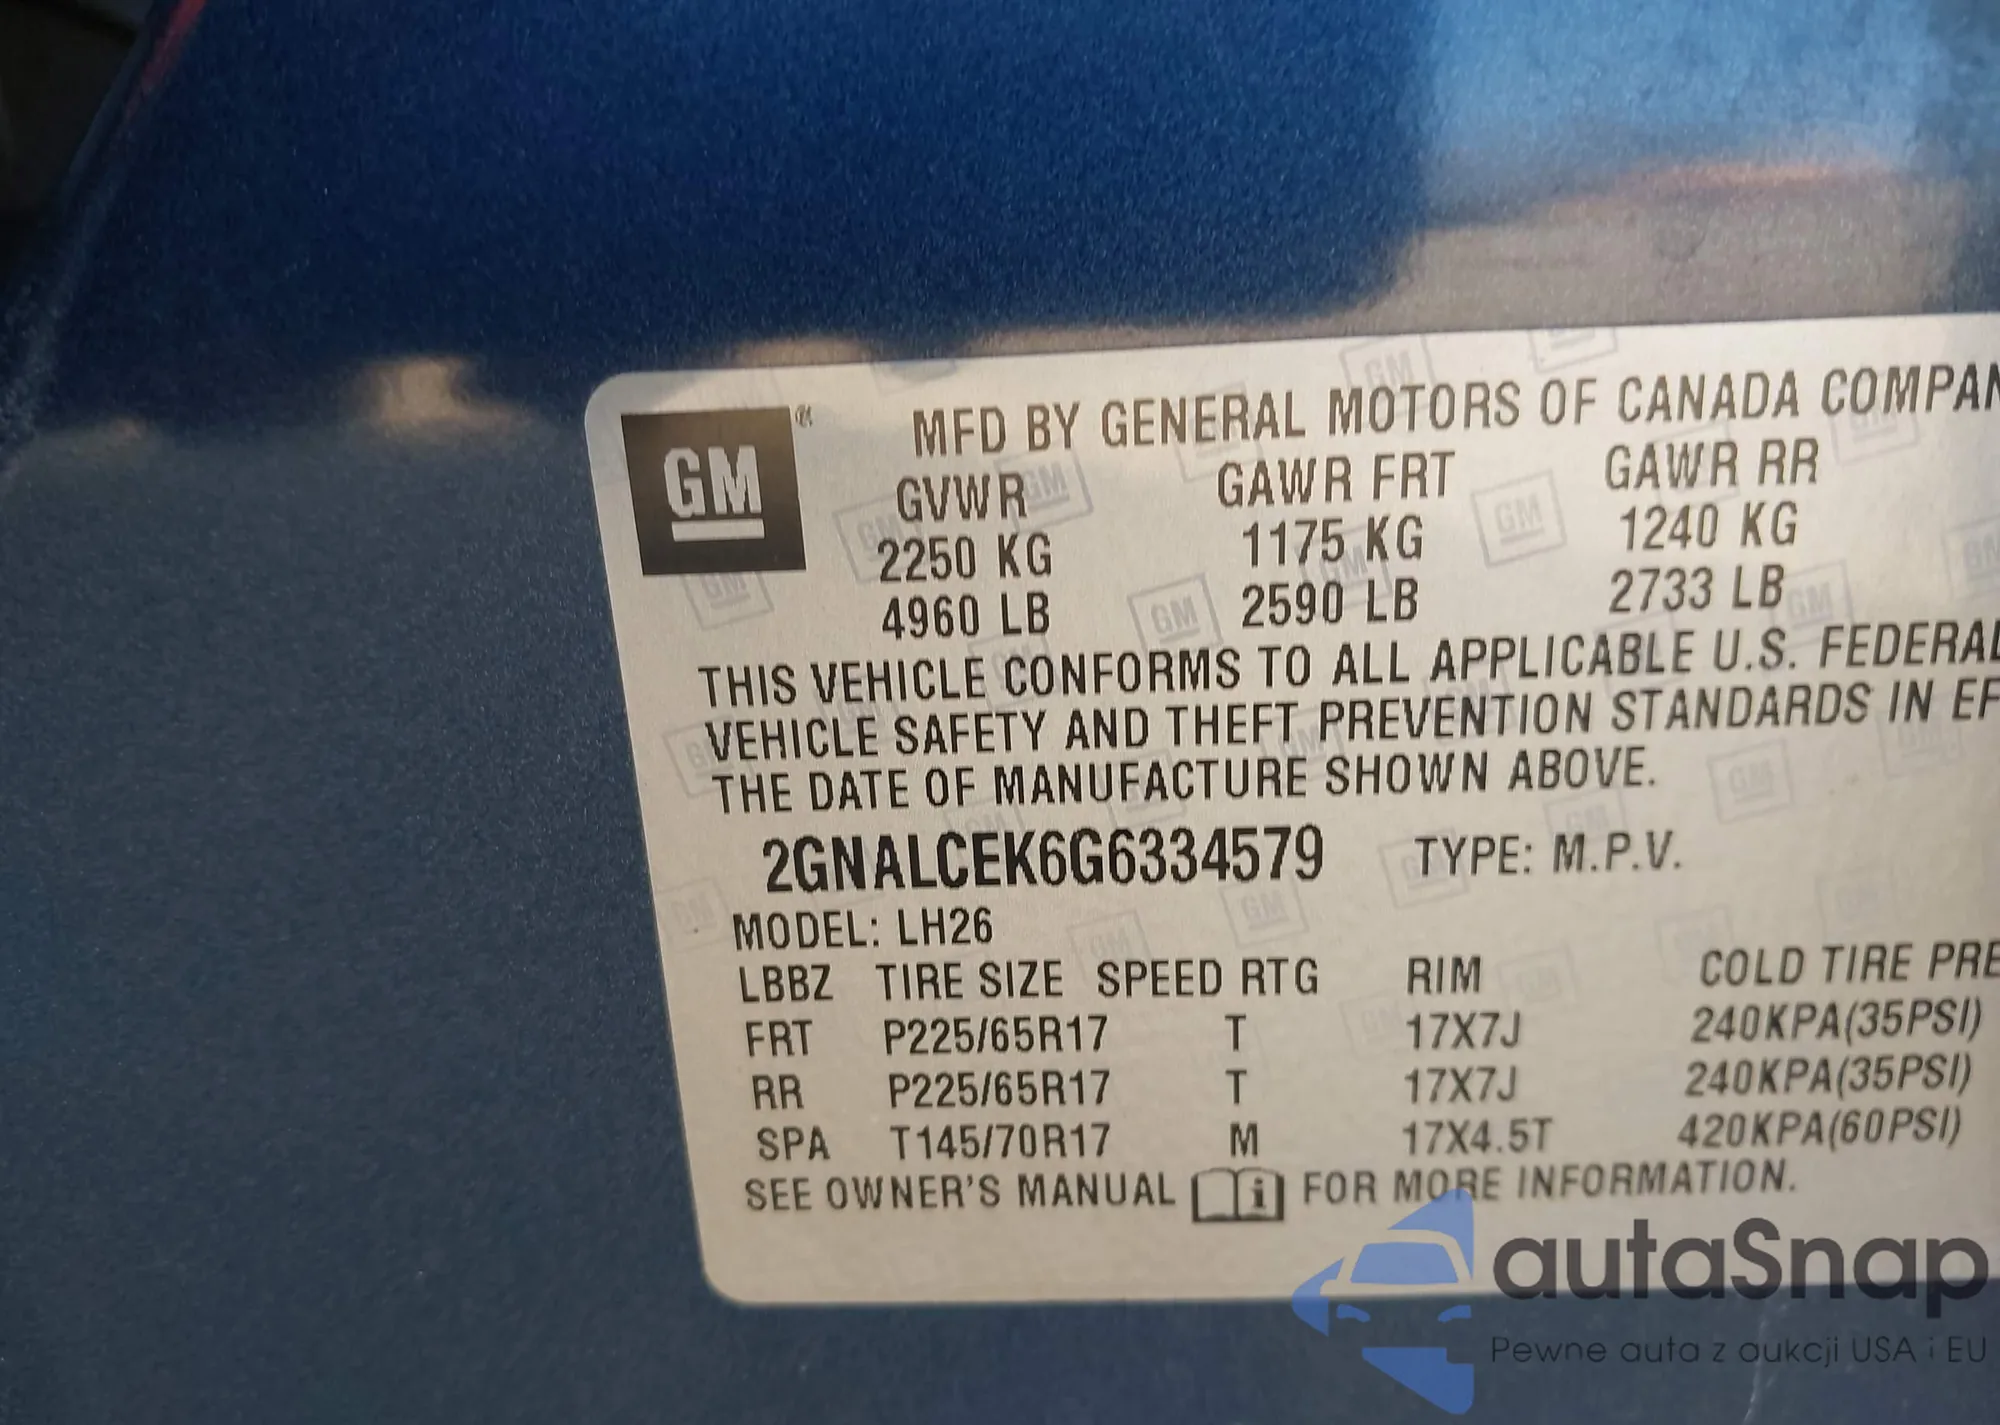 GM ®
MFD BY GENERAL MOTORS OF CANADA
GVWR GAWR FRT GAWR RR
2250 KG 1175 KG 1240 KG
4960 LB 2590 LB 2733 LB
THIS VEHICLE CONFORMS TO ALL APPLICABLE U.S. FEDERAL
VEHICLE SAFETY AND THEFT PREVENTION STANDARDS IN
THE DATE OF MANUFACTURE SHOWN ABOVE.
2GNALCEK6G6334579 TYPE: M.P.V.
MODEL: LH26
LBBZ TIRE SIZE SPEED RTG RIM COLD TIRE
FRT P225/65R17 T 17X7J 240KPA(35PSI)
RR P225/65R17 T 17X7J 240KPA(35PSI)
SPA T145/70R17 M 17X4.5T 420KPA(60PSI)
SEE OWNER'S MANUAL i FOR MORE INFORMATION.
autaSnap
Pewne auta z aukcji USA i EU